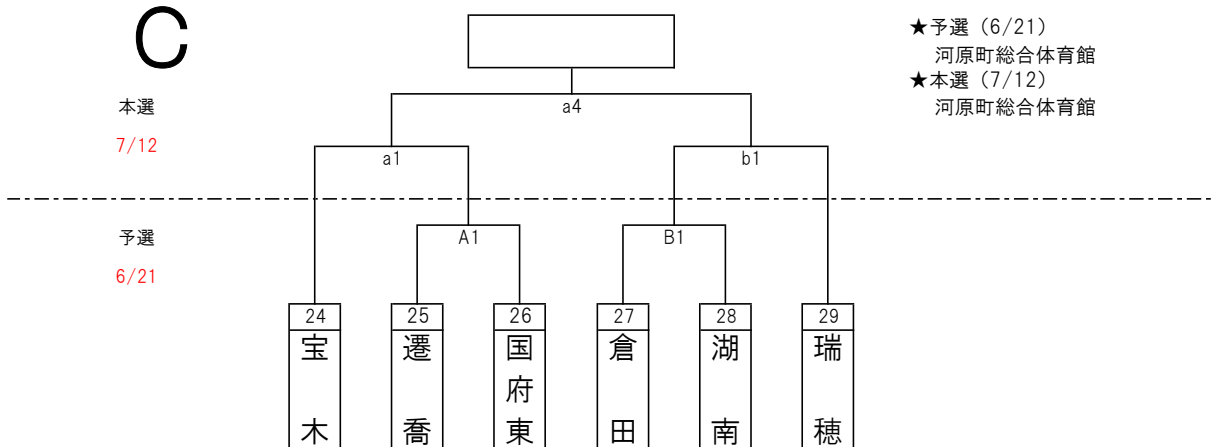 C
★予選（6/21）
河原町総合体育館
★本選（7/12）
河原町総合体育館
本選
7/12
a4
a1
b1
予選
6/21
A1
B1
24
25
26
27
28
29
宝木
遷喬
国府東
倉田
湖南
瑞穂